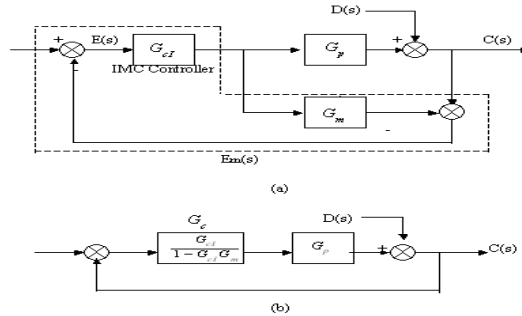 D(s)
+ E(s) G_cI G_p + C(s)
-
IMC Controller
G_m
-
Em(s)
(a)
G_c
D(s)
G_cI
1 - G_cI G_m
G_p + C(s)
(b)